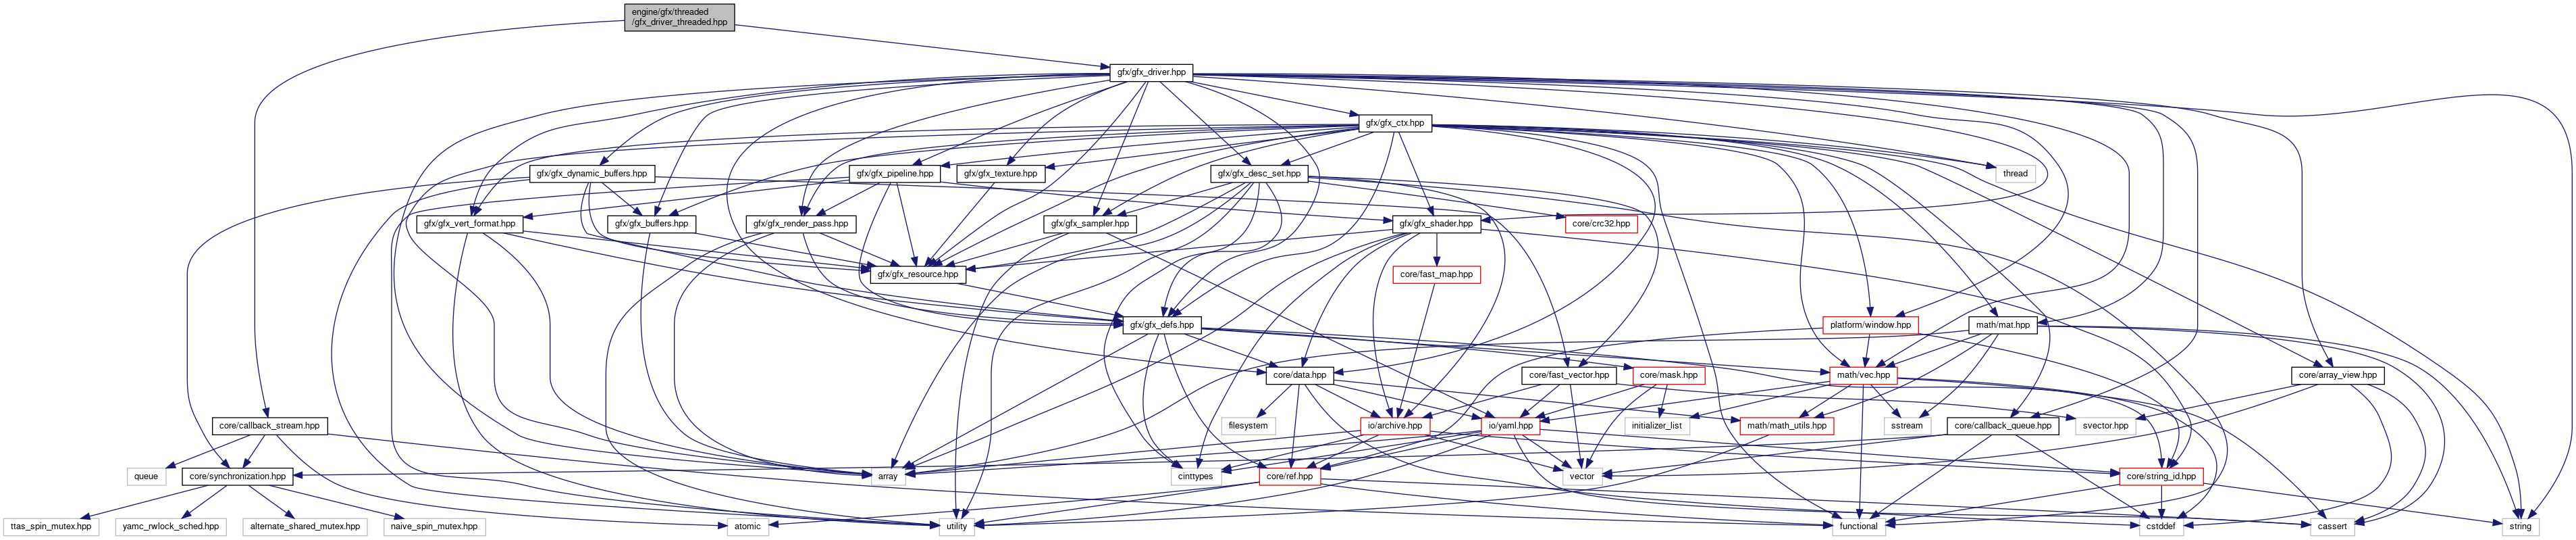 engine/gfx/threaded
/gfx_driver_threaded.hpp
gfx/gfx_driver.hpp
gfx/gfx_ctx.hpp
gfx/gfx_dynamic_buffers.hpp
gfx/gfx_pipeline.hpp
gfx/gfx_texture.hpp
gfx/gfx_desc_set.hpp
thread
gfx/gfx_vert_format.hpp
gfx/gfx_buffers.hpp
gfx/gfx_render_pass.hpp
gfx/gfx_sampler.hpp
core/crc32.hpp
gfx/gfx_shader.hpp
gfx/gfx_resource.hpp
core/fast_map.hpp
gfx/gfx_defs.hpp
platform/window.hpp
math/mat.hpp
core/data.hpp
core/fast_vector.hpp
core/mask.hpp
math/vec.hpp
core/array_view.hpp
core/callback_stream.hpp
filesystem
io/archive.hpp
io/yaml.hpp
initializer_list
math/math_utils.hpp
sstream
core/callback_queue.hpp
svector.hpp
queue
core/synchronization.hpp
array
cinttypes
core/ref.hpp
vector
core/string_id.hpp
ttas_spin_mutex.hpp
yamc_rwlock_sched.hpp
alternate_shared_mutex.hpp
naive_spin_mutex.hpp
atomic
utility
functional
cstddef
cassert
string